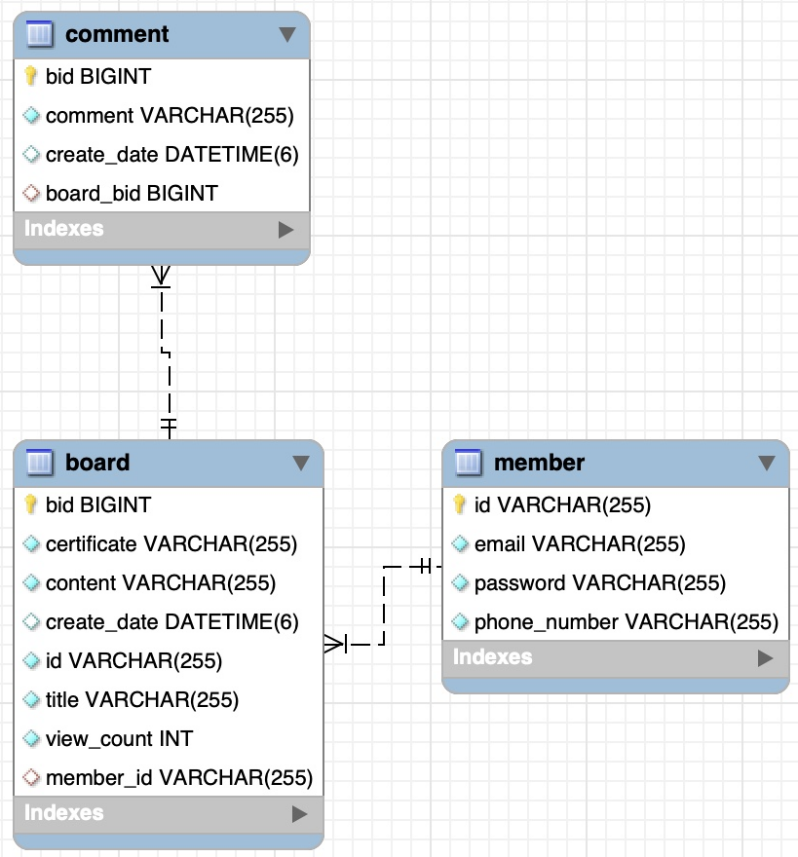 comment
bid BIGINT
comment VARCHAR(255)
create_date DATETIME(6)
board_bid BIGINT
Indexes
board
bid BIGINT
certificate VARCHAR(255)
content VARCHAR(255)
create_date DATETIME(6)
id VARCHAR(255)
title VARCHAR(255)
view_count INT
member_id VARCHAR(255)
Indexes
member
id VARCHAR(255)
email VARCHAR(255)
password VARCHAR(255)
phone_number VARCHAR(255)
Indexes